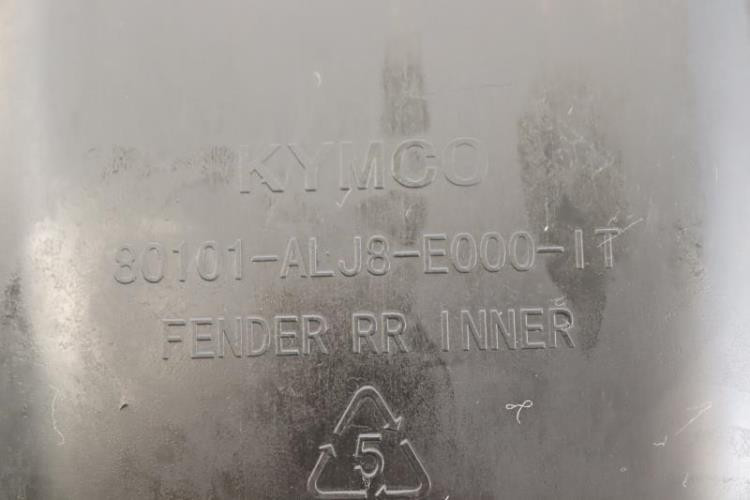 KYMCO
80101-ALJ8-E000-IT
FENDER RR INNER
5